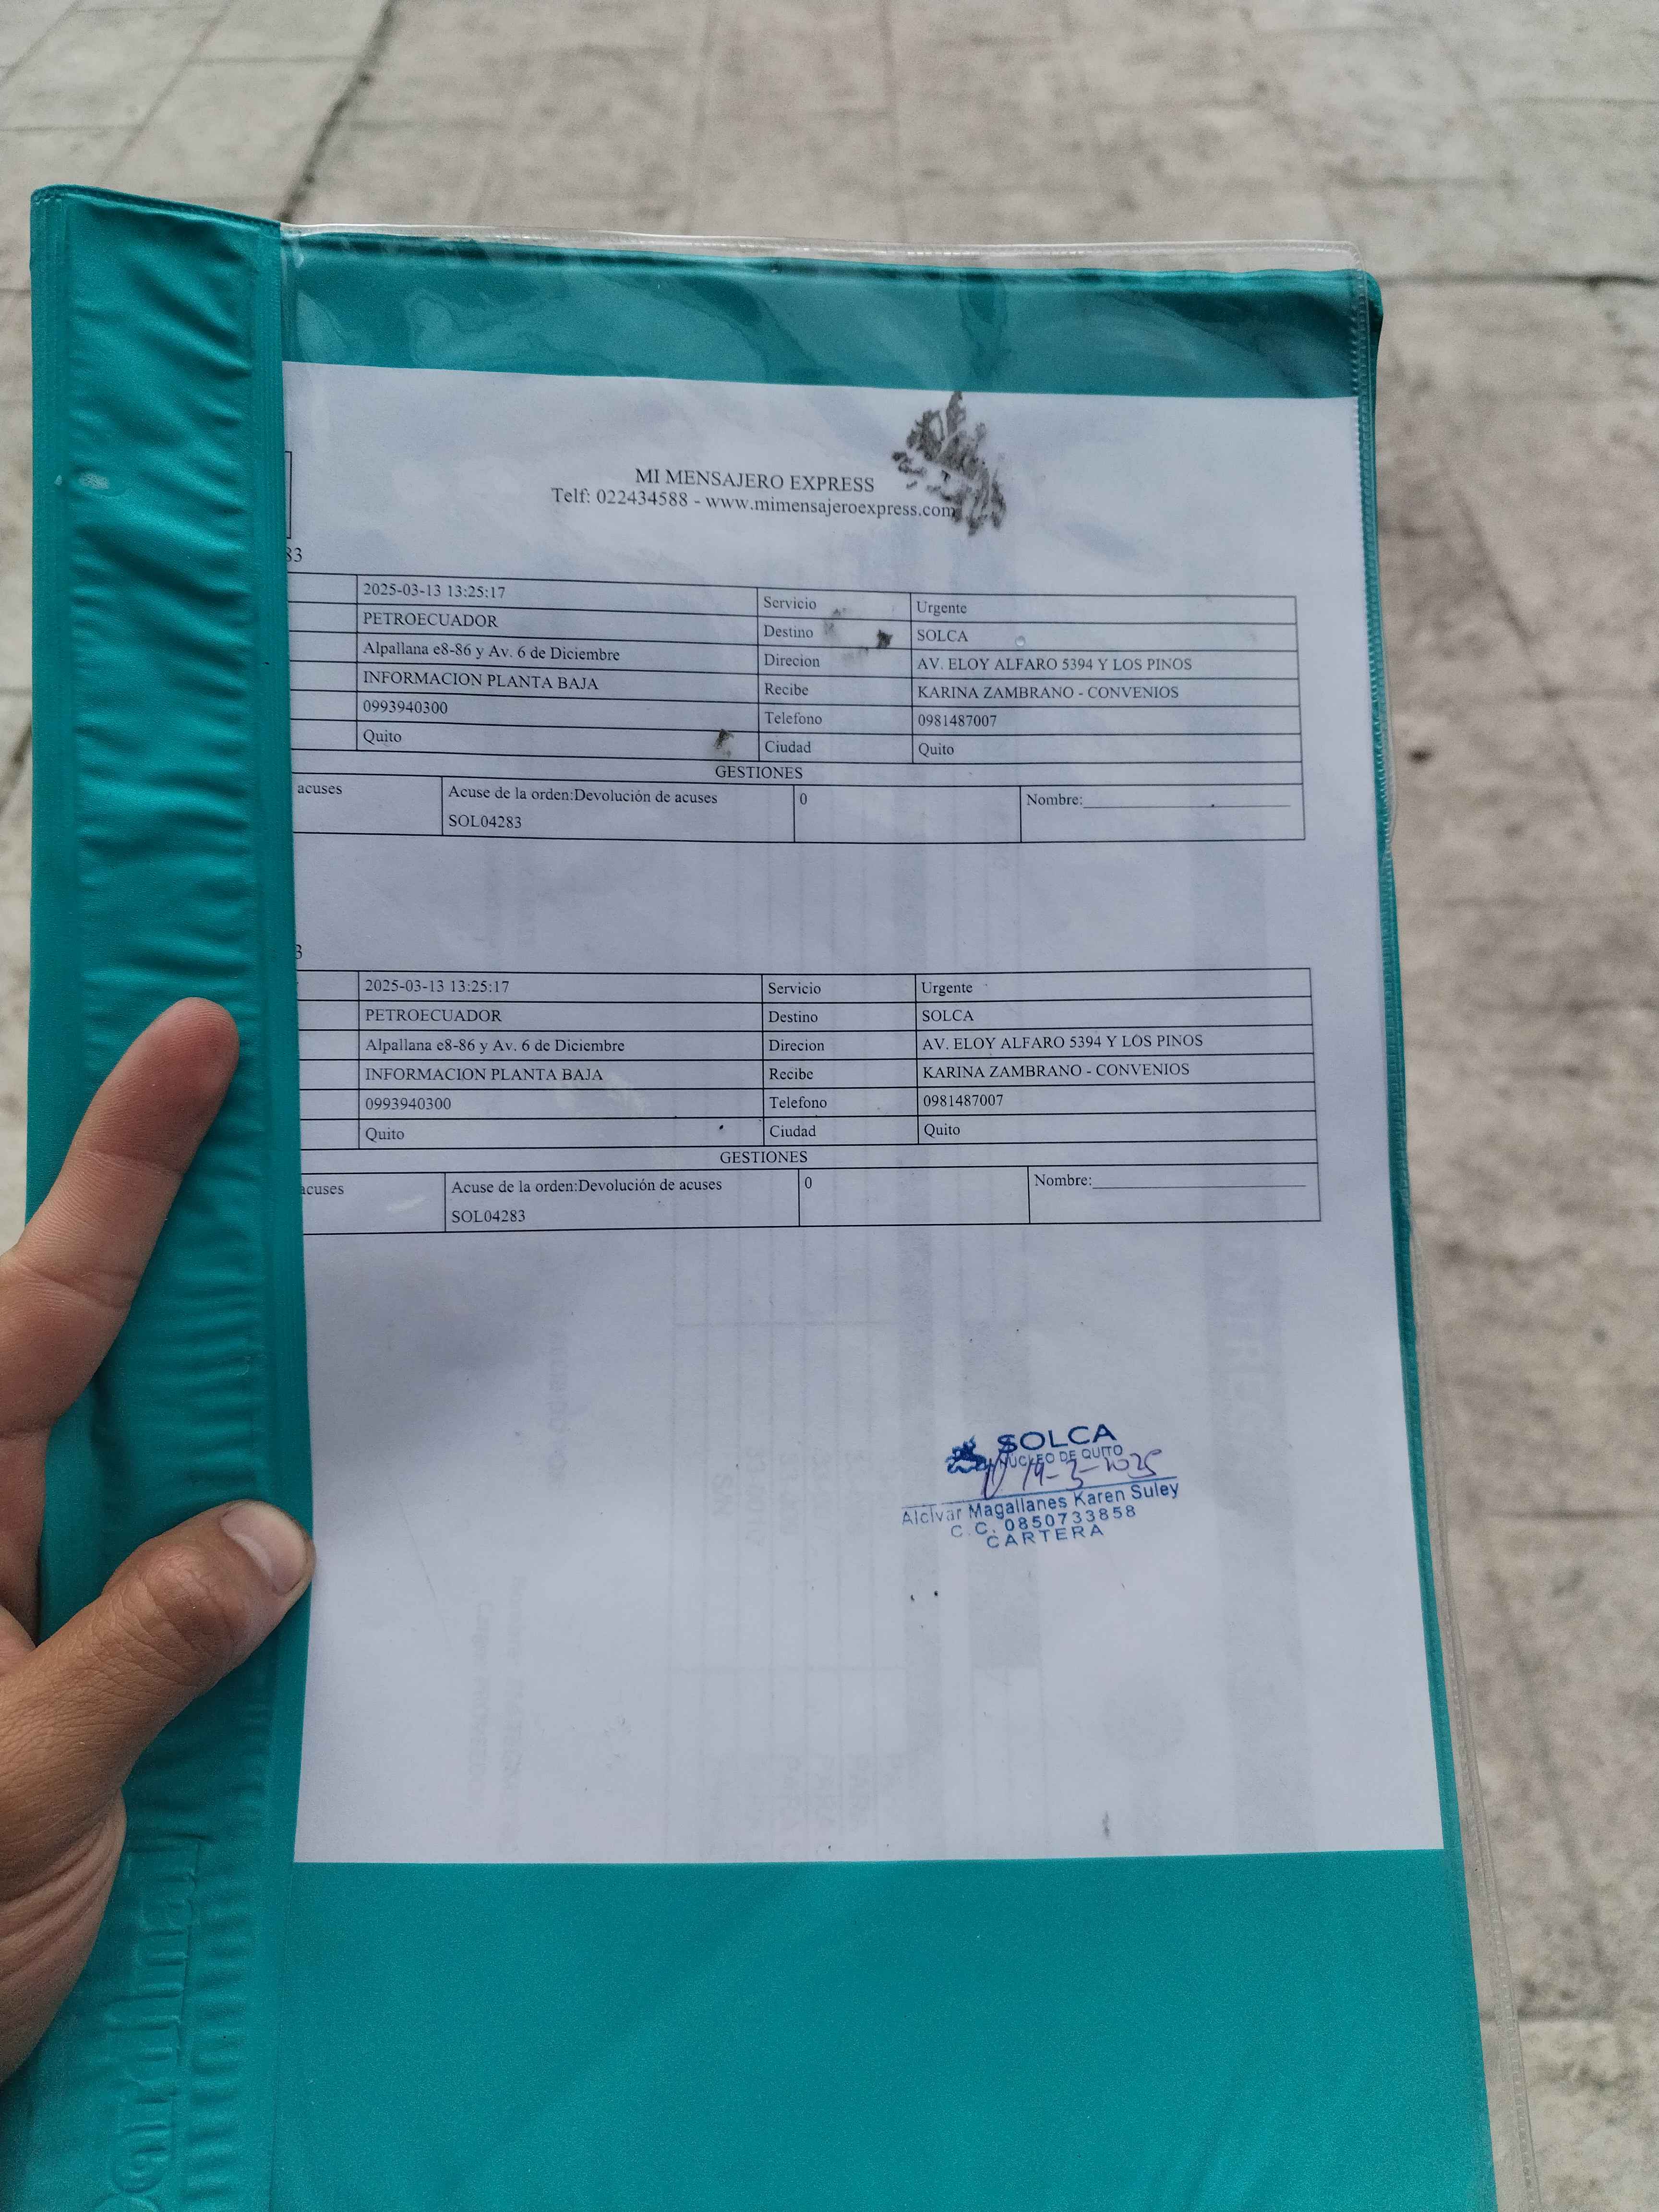 MI MENSAJERO EXPRESS
Telf: 022434588 - www.mimensajeroexpress.com
83
2025-03-13 13:25:17 Servicio Urgente
PETROECUADOR Destino SOLCA
Alpallana e8-86 y Av. 6 de Diciembre Direcion AV. ELOY ALFARO 5394 Y LOS PINOS
INFORMACION PLANTA BAJA Recibe KARINA ZAMBRANO - CONVENIOS
0993940300 Telefono 0981487007
Quito Ciudad Quito
GESTIONES
acuses Acuse de la orden:Devolución de acuses 0 Nombre:
SOL04283
3
2025-03-13 13:25:17 Servicio Urgente
PETROECUADOR Destino SOLCA
Alpallana e8-86 y Av. 6 de Diciembre Direcion AV. ELOY ALFARO 5394 Y LOS PINOS
INFORMACION PLANTA BAJA Recibe KARINA ZAMBRANO - CONVENIOS
0993940300 Telefono 0981487007
Quito Ciudad Quito
GESTIONES
acuses Acuse de la orden:Devolución de acuses 0 Nombre:
SOL04283
SOLCA
NÚCLEO DE QUITO
14-3-2025
Alcivar Magallanes Karen Suley
C.C. 0850733858
CARTERA